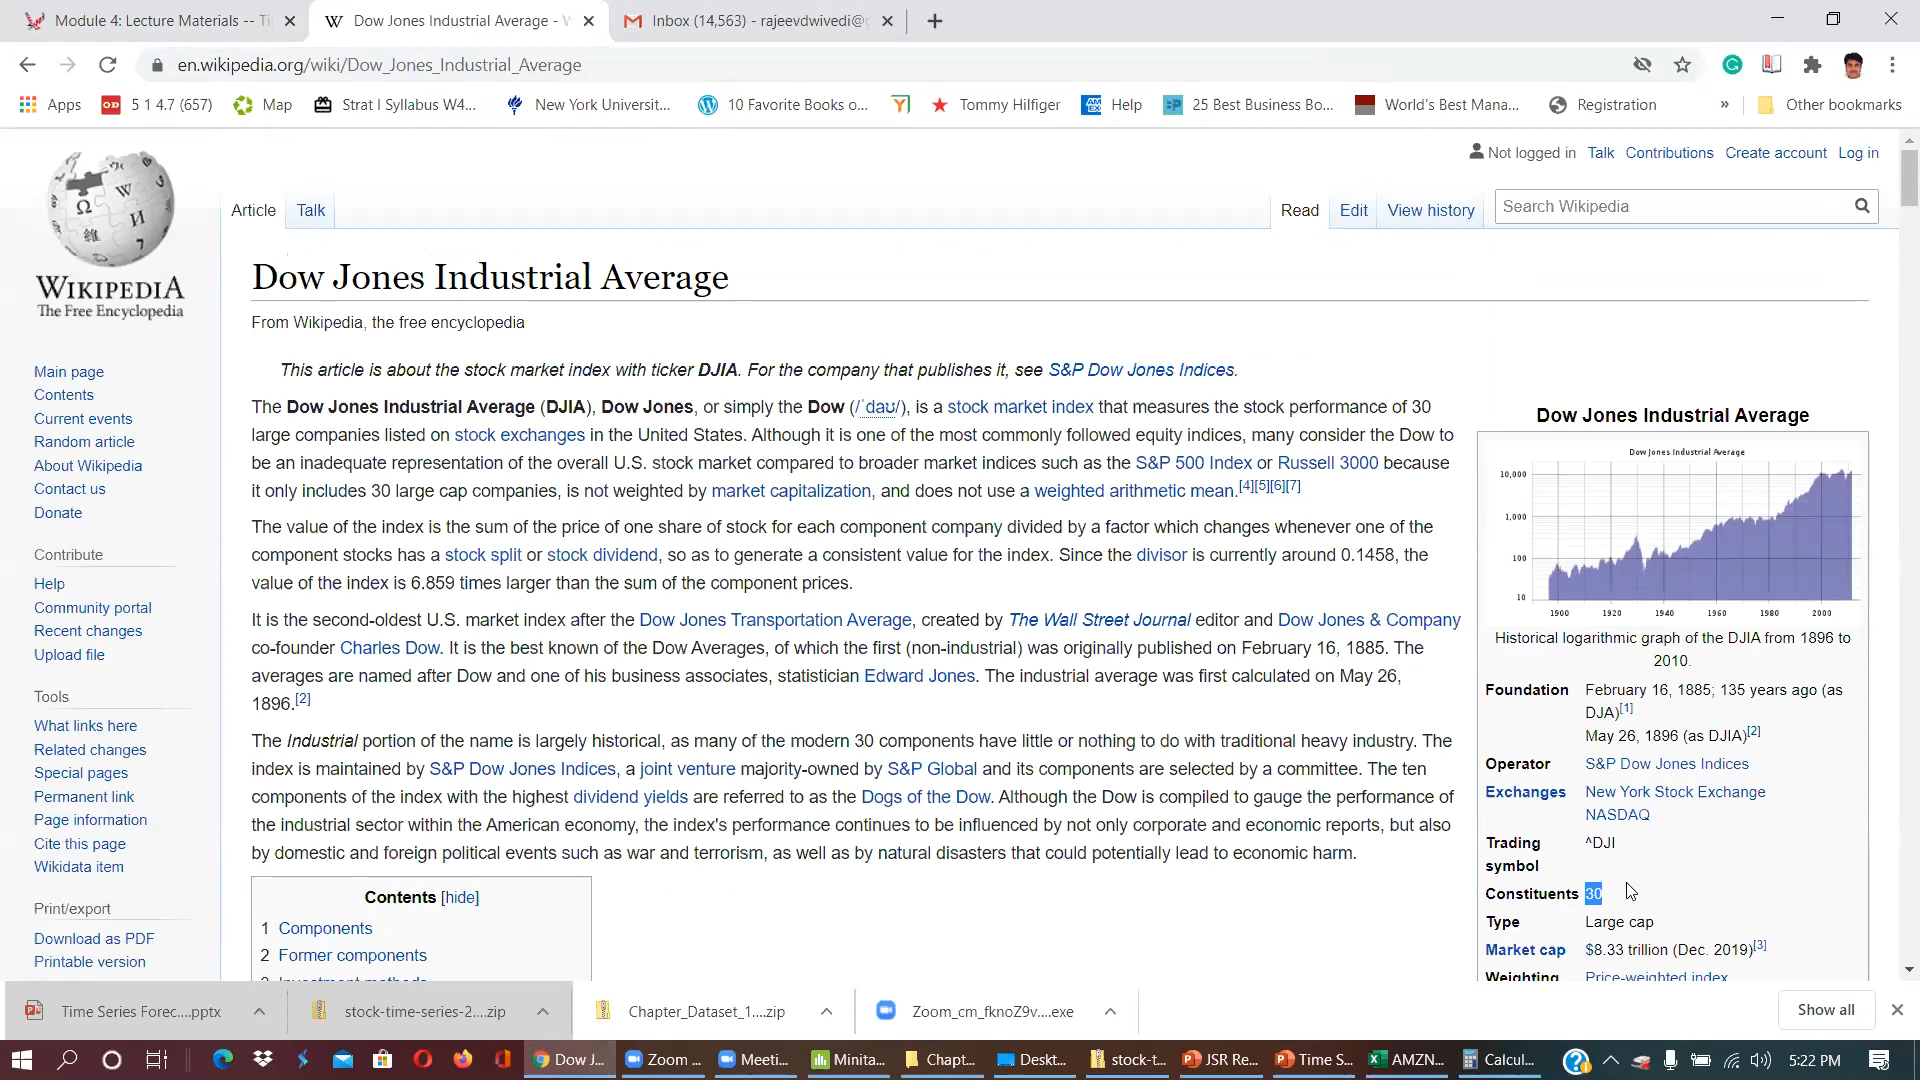 Module 4: Lecture Materials -- Ti
Dow Jones Industrial Average - W
Inbox (14,563) - rajeevdwivedi@g
en.wikipedia.org/wiki/Dow_Jones_Industrial_Average
Apps
5 1 4.7 (657)
Map
Strat I Syllabus W4...
New York Universit...
10 Favorite Books o...
Tommy Hilfiger
Help
25 Best Business Bo...
World's Best Mana...
Registration
»
Other bookmarks
Not logged in Talk Contributions Create account Log in
WIKIPEDIA
The Free Encyclopedia
Article Talk
Read Edit View history
Search Wikipedia
Main page
Contents
Current events
Random article
About Wikipedia
Contact us
Donate
Contribute
Help
Community portal
Recent changes
Upload file
Tools
What links here
Related changes
Special pages
Permanent link
Page information
Cite this page
Wikidata item
Print/export
Download as PDF
Printable version
Dow Jones Industrial Average
From Wikipedia, the free encyclopedia
This article is about the stock market index with ticker DJIA. For the company that publishes it, see S&P Dow Jones Indices.
The Dow Jones Industrial Average (DJIA), Dow Jones, or simply the Dow (/ˈdaʊ/), is a stock market index that measures the stock performance of 30
large companies listed on stock exchanges in the United States. Although it is one of the most commonly followed equity indices, many consider the Dow to
be an inadequate representation of the overall U.S. stock market compared to broader market indices such as the S&P 500 Index or Russell 3000 because
it only includes 30 large cap companies, is not weighted by market capitalization, and does not use a weighted arithmetic mean.[4][5][6][7]
The value of the index is the sum of the price of one share of stock for each component company divided by a factor which changes whenever one of the
component stocks has a stock split or stock dividend, so as to generate a consistent value for the index. Since the divisor is currently around 0.1458, the
value of the index is 6.859 times larger than the sum of the component prices.
It is the second-oldest U.S. market index after the Dow Jones Transportation Average, created by The Wall Street Journal editor and Dow Jones & Company
co-founder Charles Dow. It is the best known of the Dow Averages, of which the first (non-industrial) was originally published on February 16, 1885. The
averages are named after Dow and one of his business associates, statistician Edward Jones. The industrial average was first calculated on May 26,
1896.[2]
The Industrial portion of the name is largely historical, as many of the modern 30 components have little or nothing to do with traditional heavy industry. The
index is maintained by S&P Dow Jones Indices, a joint venture majority-owned by S&P Global and its components are selected by a committee. The ten
components of the index with the highest dividend yields are referred to as the Dogs of the Dow. Although the Dow is compiled to gauge the performance of
the industrial sector within the American economy, the index's performance continues to be influenced by not only corporate and economic reports, but also
by domestic and foreign political events such as war and terrorism, as well as by natural disasters that could potentially lead to economic harm.
Contents [hide]
1 Components
2 Former components
Dow Jones Industrial Average
Dow Jones Industrial Average
10,000
1,000
100
10
1900 1920 1940 1960 1980 2000
Historical logarithmic graph of the DJIA from 1896 to
2010.
Foundation February 16, 1885; 135 years ago (as
DJA)[1]
May 26, 1896 (as DJIA)[2]
Operator S&P Dow Jones Indices
Exchanges New York Stock Exchange
NASDAQ
Trading ^DJI
symbol
Constituents 30
Type Large cap
Market cap $8.33 trillion (Dec. 2019)[3]
Weighting Price-weighted index
Time Series Forec....pptx
stock-time-series-2....zip
Chapter_Dataset_1....zip
Zoom_cm_fknoZ9v....exe
Show all
Dow J...
Zoom ...
Meeti...
Minita...
Chapt...
Deskt...
stock-t...
JSR Re...
Time S...
AMZN...
Calcul...
5:22 PM